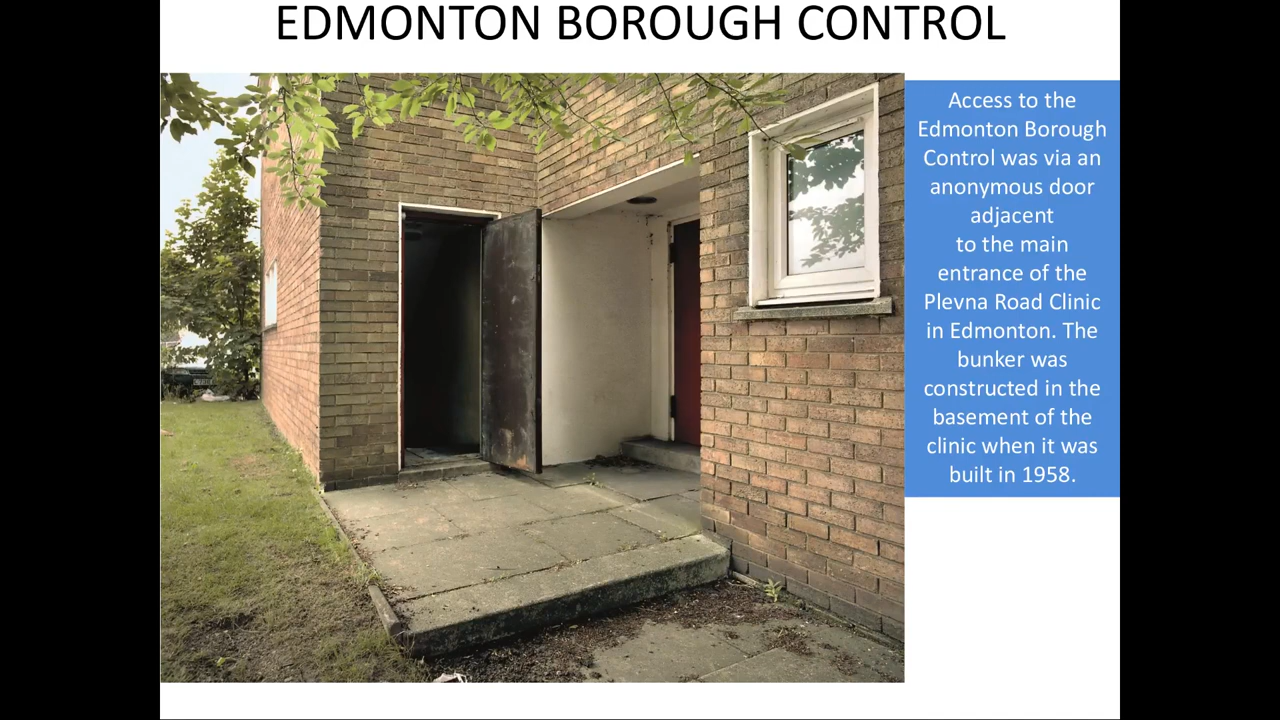 EDMONTON BOROUGH CONTROL
Access to the
Edmonton Borough
Control was via an
anonymous door
adjacent
to the main
entrance of the
Plevna Road Clinic
in Edmonton. The
bunker was
constructed in the
basement of the
clinic when it was
built in 1958.